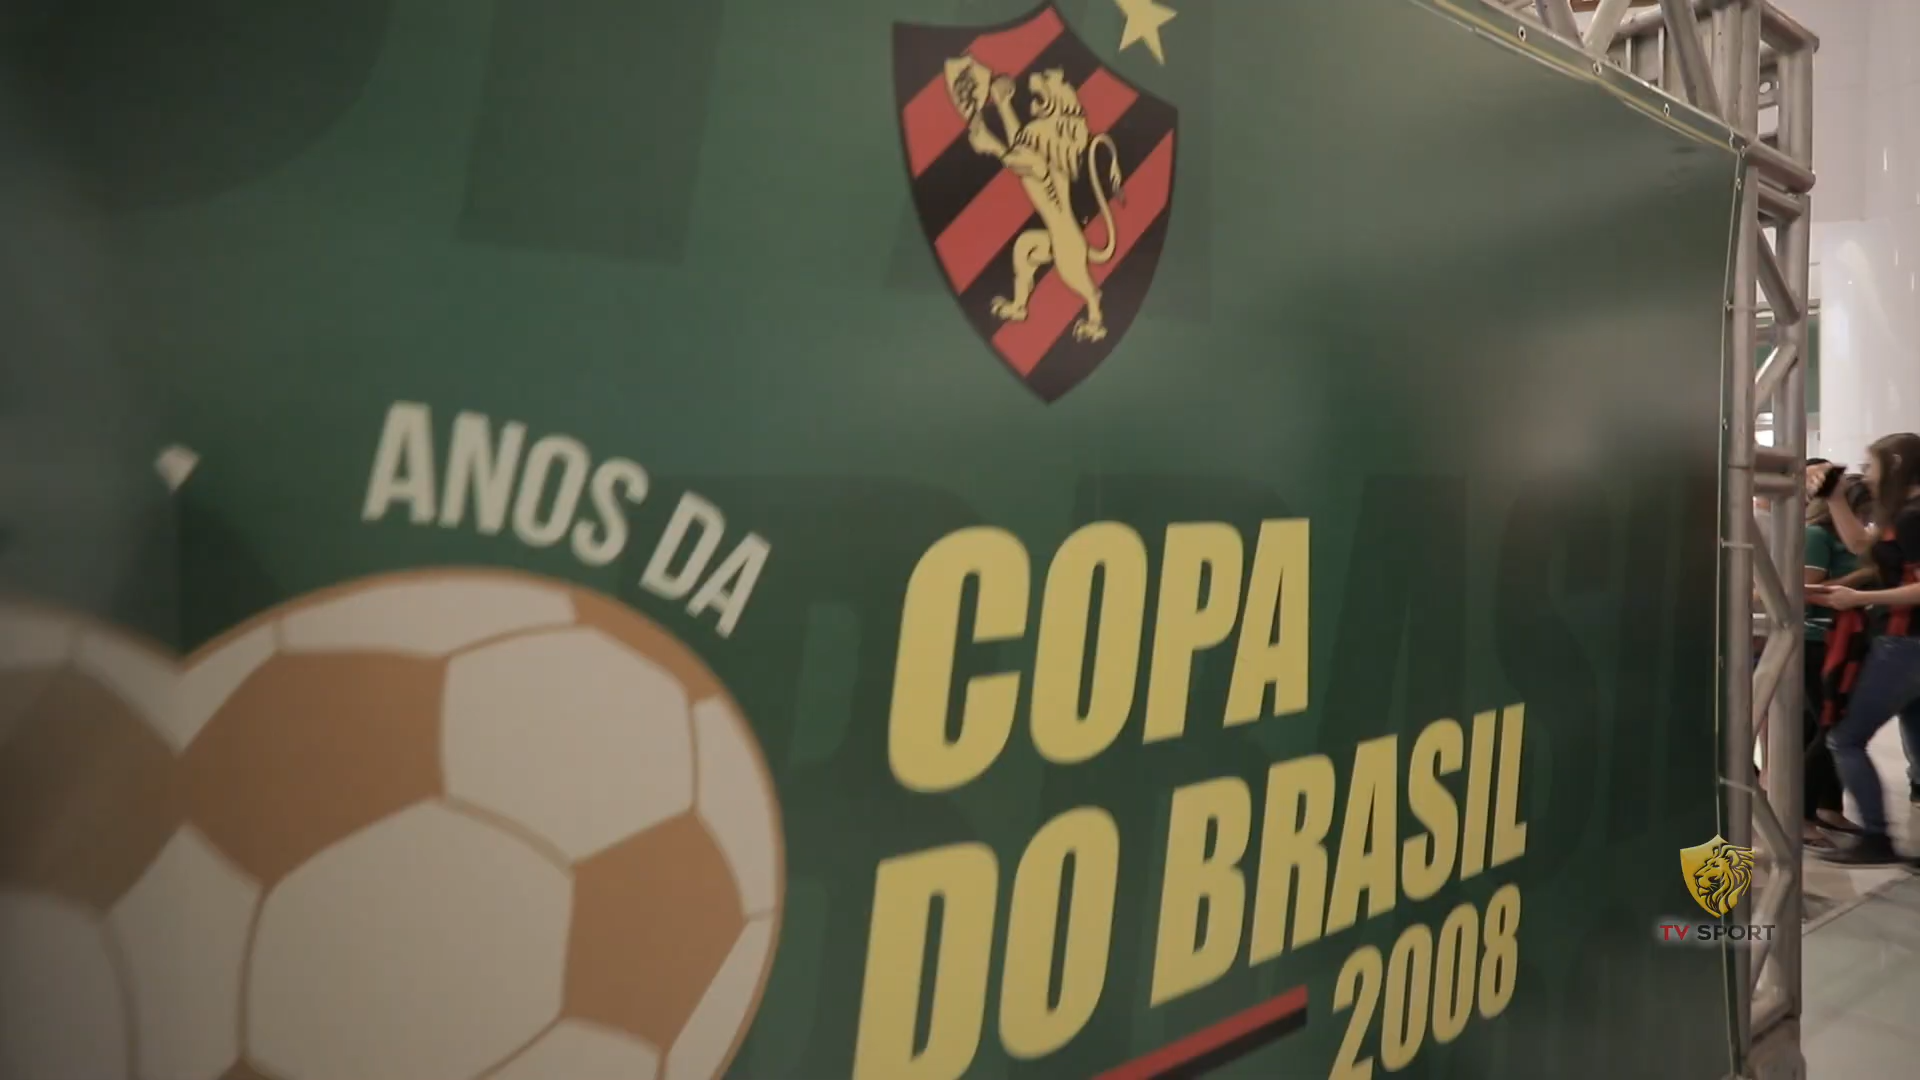 ANOS DA
COPA
DO BRASIL
2008
TV SPORT